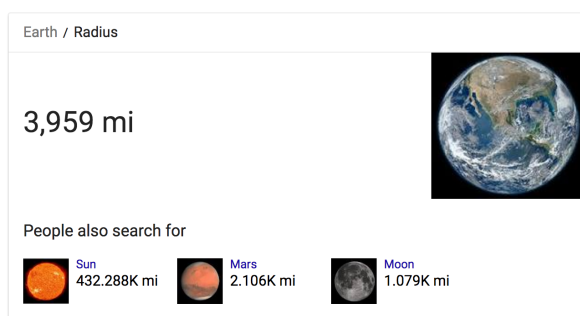 Earth / Radius
3,959 mi
People also search for
Sun
432.288K mi
Mars
2.106K mi
Moon
1.079K mi